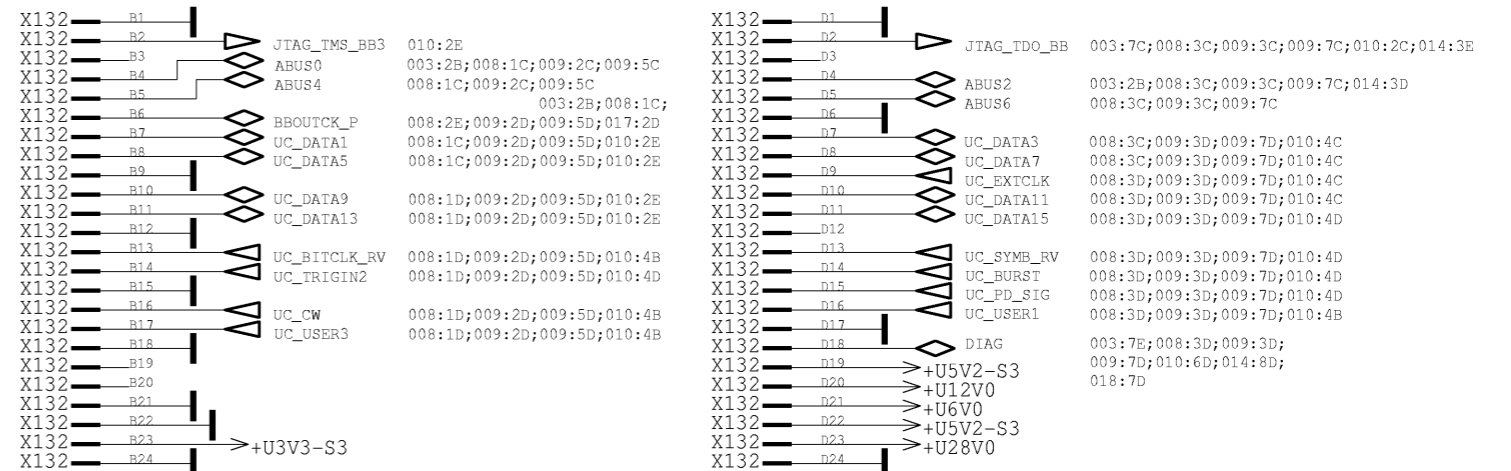 X132 B1
X132 B2 JTAG_TMS_BB3 010:2E
X132 B3 ABUS0 003:2B;008:1C;009:2C;009:5C
X132 B4 ABUS4 008:1C;009:2C;009:5C
X132 B5 003:2B;008:1C;
X132 B6 BBOUTCK_P 008:2E;009:2D;009:5D;017:2D
X132 B7 UC_DATA1 008:1C;009:2D;009:5D;010:2E
X132 B8 UC_DATA5 008:1C;009:2D;009:5D;010:2E
X132 B9
X132 B10 UC_DATA9 008:1D;009:2D;009:5D;010:2E
X132 B11 UC_DATA13 008:1D;009:2D;009:5D;010:2E
X132 B12
X132 B13 UC_BITCLK_RV 008:1D;009:2D;009:5D;010:4B
X132 B14 UC_TRIGIN2 008:1D;009:2D;009:5D;010:4D
X132 B15
X132 B16 UC_CW 008:1D;009:2D;009:5D;010:4B
X132 B17 UC_USER3 008:1D;009:2D;009:5D;010:4B
X132 B18
X132 B19
X132 B20
X132 B21
X132 B22
X132 B23 +U3V3-S3
X132 B24
X132 D1
X132 D2 JTAG_TDO_BB 003:7C;008:3C;009:3C;009:7C;010:2C;014:3E
X132 D3
X132 D4 ABUS2 003:2B;008:3C;009:3C;009:7C;014:3D
X132 D5 ABUS6 008:3C;009:3C;009:7C
X132 D6
X132 D7 UC_DATA3 008:3C;009:3D;009:7D;010:4C
X132 D8 UC_DATA7 008:3C;009:3D;009:7D;010:4C
X132 D9 UC_EXTCLK 008:3D;009:3D;009:7D;010:4C
X132 D10 UC_DATA11 008:3D;009:3D;009:7D;010:4C
X132 D11 UC_DATA15 008:3D;009:3D;009:7D;010:4D
X132 D12
X132 D13 UC_SYMB_RV 008:3D;009:3D;009:7D;010:4D
X132 D14 UC_BURST 008:3D;009:3D;009:7D;010:4D
X132 D15 UC_PD_SIG 008:3D;009:3D;009:7D;010:4D
X132 D16 UC_USER1 008:3D;009:3D;009:7D;010:4B
X132 D17
X132 D18 DIAG 003:7E;008:3D;009:3D;
009:7D;010:6D;014:8D;
018:7D
X132 D19 +U5V2-S3
X132 D20 +U12V0
X132 D21 +U6V0
X132 D22 +U5V2-S3
X132 D23 +U28V0
X132 D24